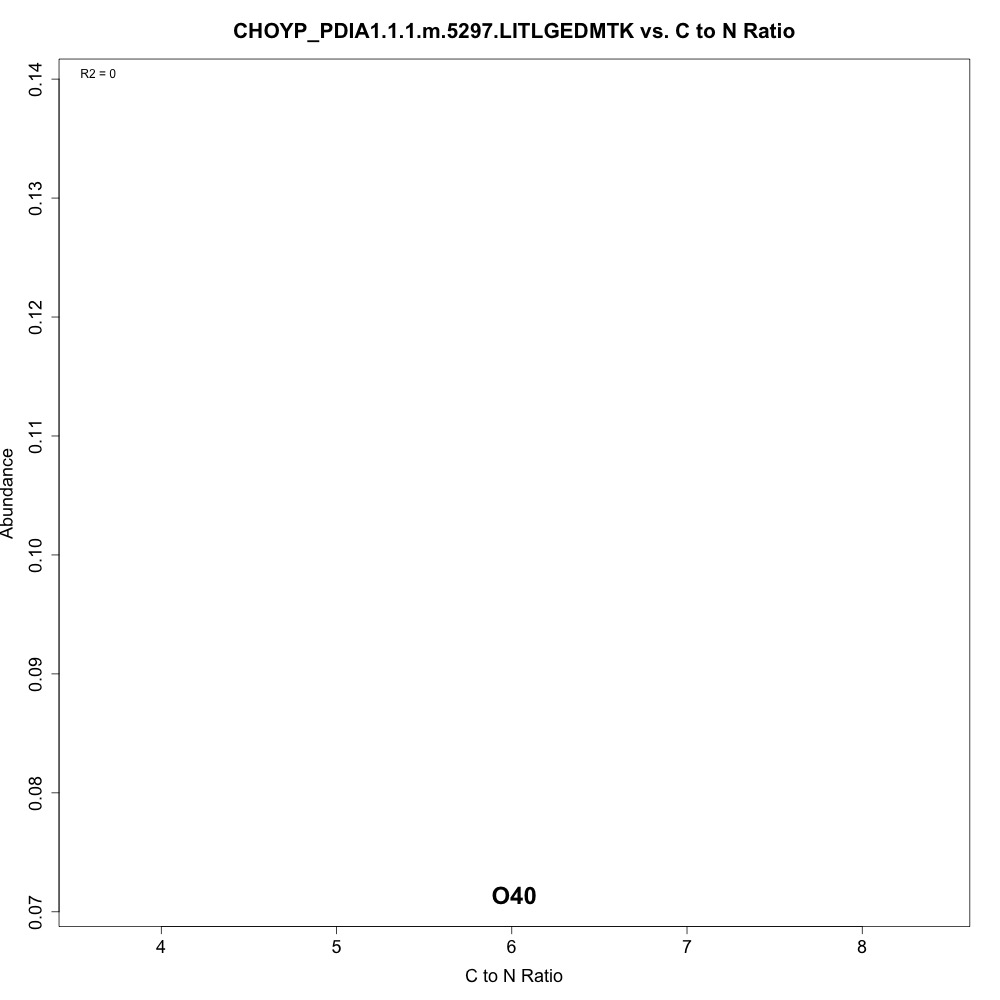 CHOYP_PDIA1.1.1.m.5297.LITLGEDMTK vs. C to N Ratio
R2 = 0
0.14
0.13
0.12
0.11
0.10
0.09
0.08
0.07
Abundance
O40
4 5 6 7 8
C to N Ratio